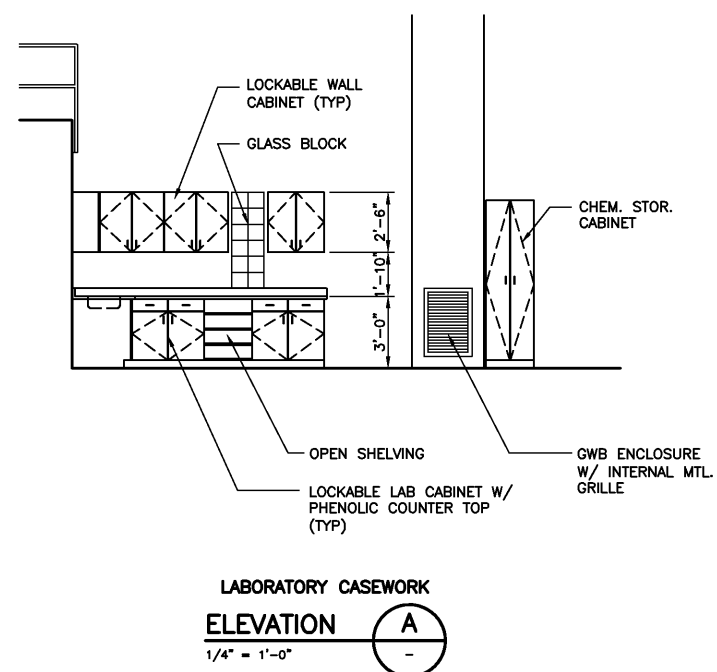 LOCKABLE WALL
CABINET (TYP)
GLASS BLOCK
2'-6"
1'-10"
3'-0"
CHEM. STOR.
CABINET
OPEN SHELVING
LOCKABLE LAB CABINET W/
PHENOLIC COUNTER TOP
(TYP)
GWB ENCLOSURE
W/ INTERNAL MTL.
GRILLE
LABORATORY CASEWORK
ELEVATION
A
1/4" = 1'-0"
-